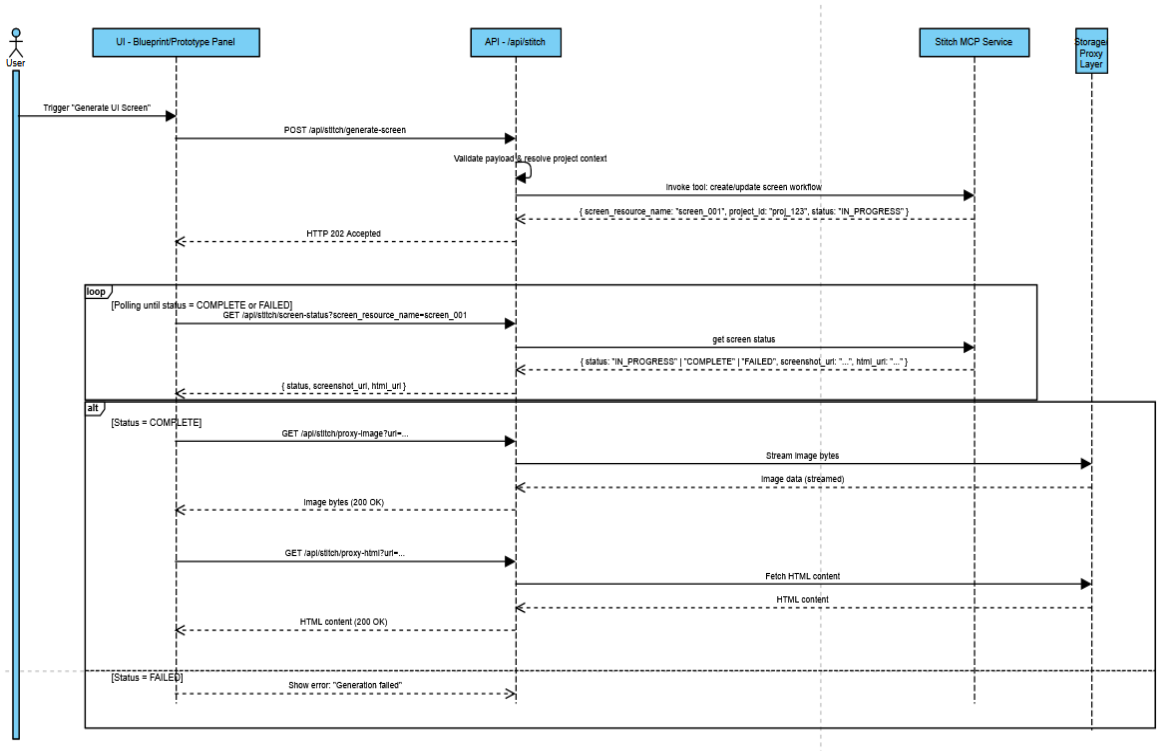 UI - Blueprint/Prototype Panel
API - /api/stitch
Stitch MCP Service
Storage/
Proxy
Layer
User
Trigger "Generate UI Screen"
POST /api/stitch/generate-screen
Validate payload & resolve project context
Invoke tool: create/update screen workflow
{ screen_resource_name: "screen_001", project_id: "proj_123", status: "IN_PROGRESS" }
HTTP 202 Accepted
loop
[Polling until status = COMPLETE or FAILED]
GET /api/stitch/screen-status?screen_resource_name=screen_001
get screen status
{ status: "IN_PROGRESS" | "COMPLETE" | "FAILED", screenshot_url: "...", html_url: "..." }
{ status, screenshot_url, html_url }
alt
[Status = COMPLETE]
GET /api/stitch/proxy-image?url=...
Stream image bytes
Image data (streamed)
Image bytes (200 OK)
GET /api/stitch/proxy-html?url=...
Fetch HTML content
HTML content
HTML content (200 OK)
[Status = FAILED]
Show error: "Generation failed"